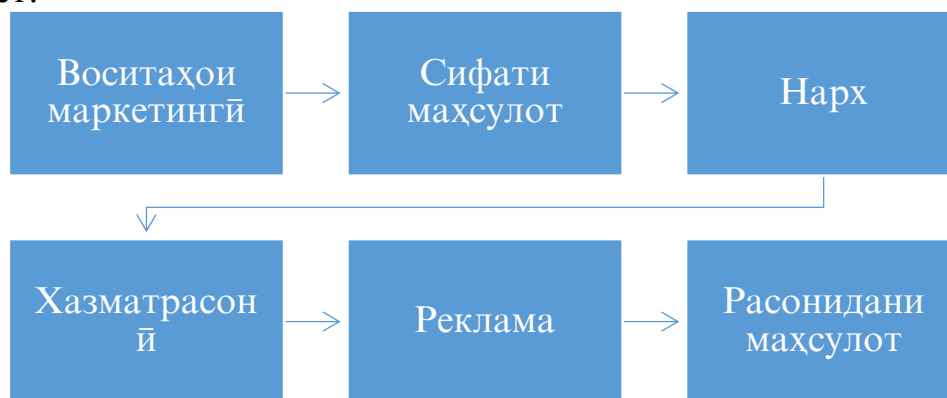 Воситаҳои
маркетингӣ
Сифати
маҳсулот
Нарх
Хазматрасон
ӣ
Реклама
Расонидани
маҳсулот